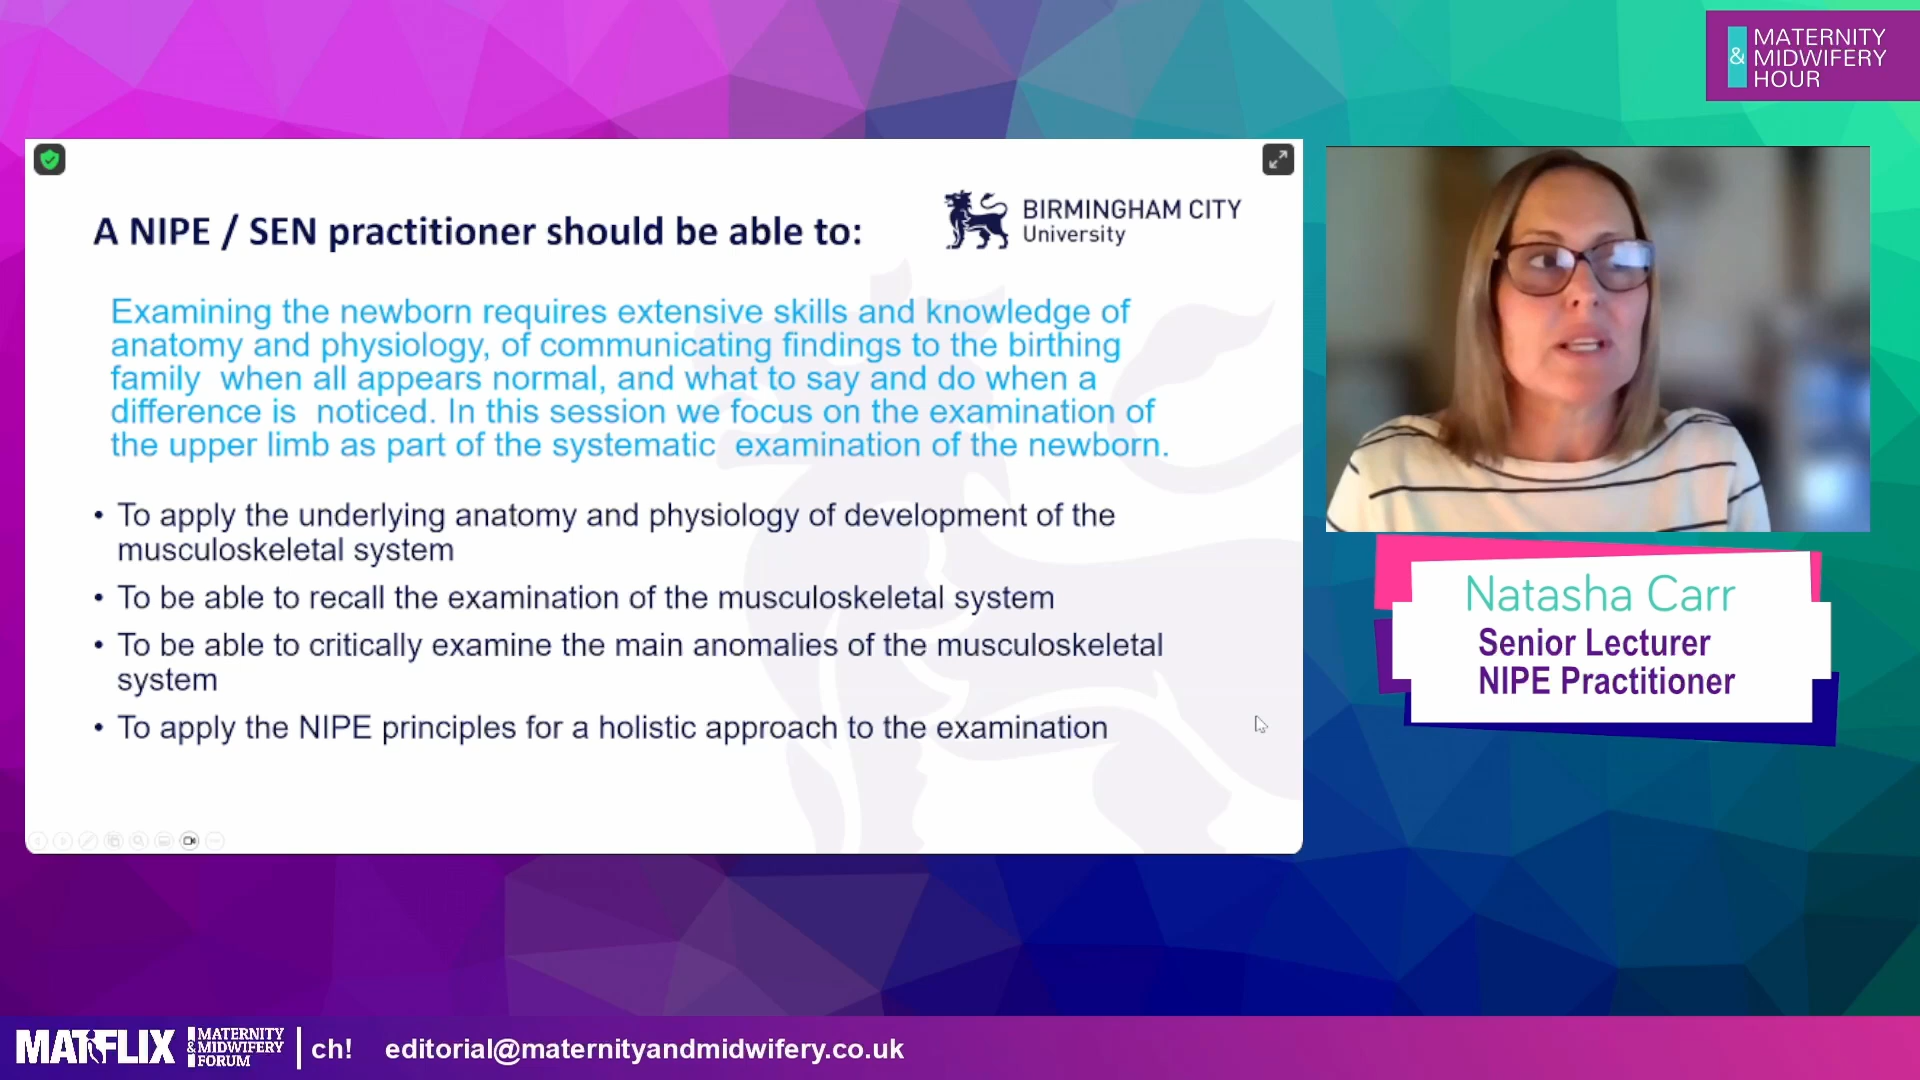 &
MATERNITY
MIDWIFERY
HOUR
A NIPE / SEN practitioner should be able to:
BIRMINGHAM CITY
University
Examining the newborn requires extensive skills and knowledge of
anatomy and physiology, of communicating findings to the birthing
family when all appears normal, and what to say and do when a
difference is noticed. In this session we focus on the examination of
the upper limb as part of the systematic examination of the newborn.
• To apply the underlying anatomy and physiology of development of the
musculoskeletal system
• To be able to recall the examination of the musculoskeletal system
• To be able to critically examine the main anomalies of the musculoskeletal
system
• To apply the NIPE principles for a holistic approach to the examination
Natasha Carr
Senior Lecturer
NIPE Practitioner
MATFLIX
MATERNITY
& MIDWIFERY
FORUM
ch!
editorial@maternityandmidwifery.co.uk